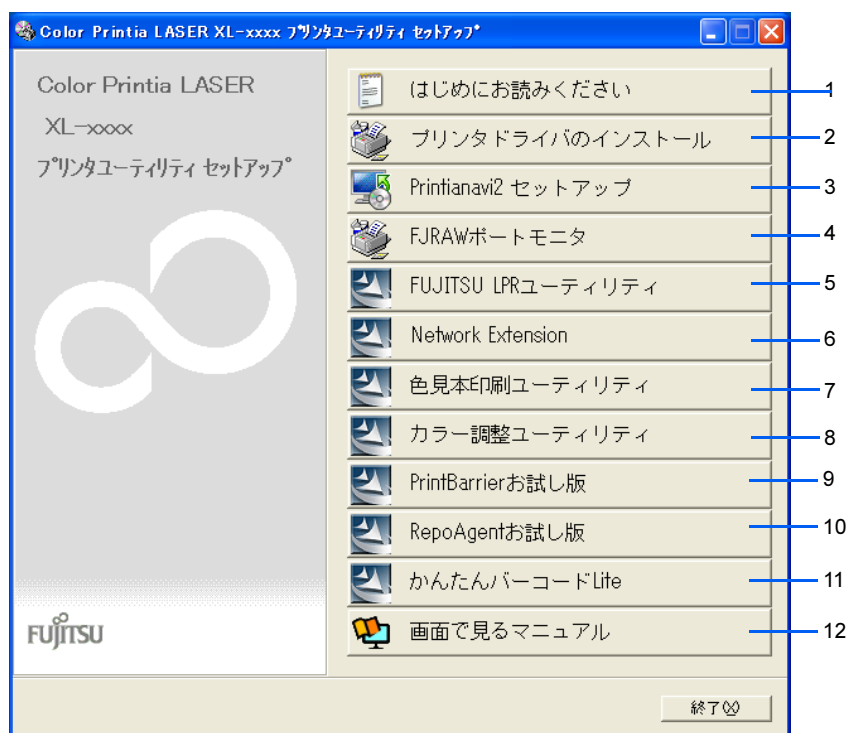 Color Printia LASER XL-xxxx プリンタユーティリティ セットアップ
Color Printia LASER
XL-xxxx
プリンタユーティリティ セットアップ
はじめにお読みください 1
プリンタドライバのインストール 2
Printianavi2 セットアップ 3
FJRAWポートモニタ 4
FUJITSU LPRユーティリティ 5
Network Extension 6
色見本印刷ユーティリティ 7
カラー調整ユーティリティ 8
PrintBarrierお試し版 9
RepoAgentお試し版 10
かんたんバーコードLite 11
画面で見るマニュアル 12
FUJITSU
終了(X)